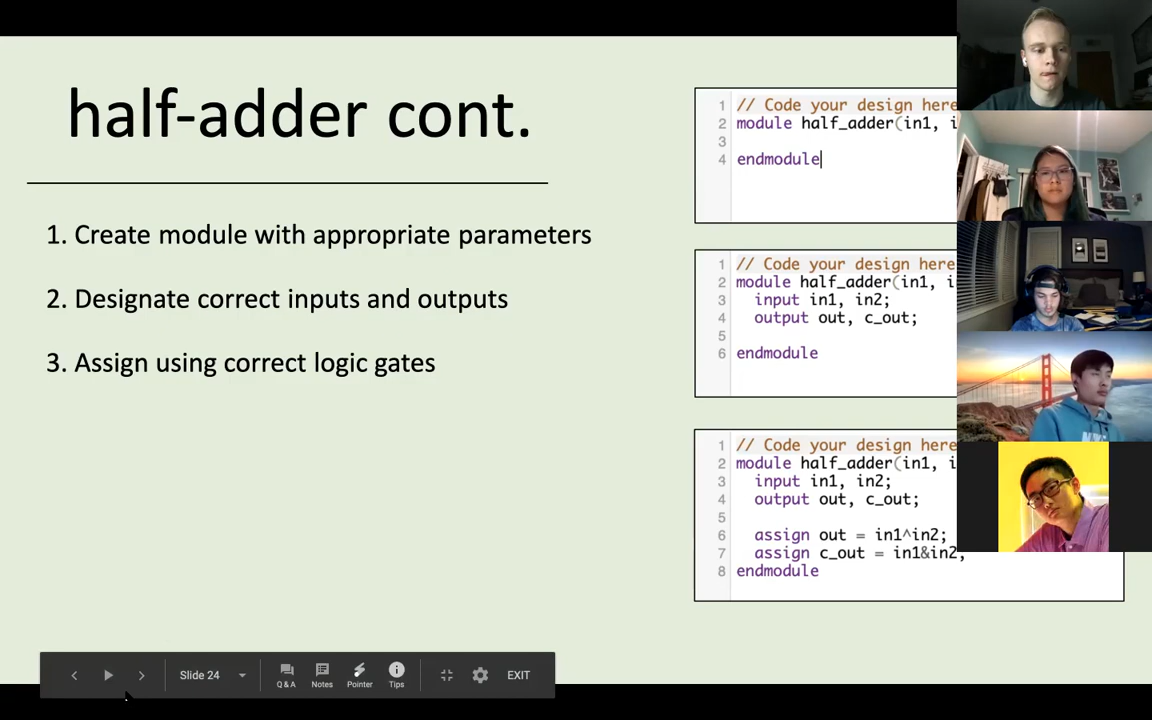 half-adder cont.
1. Create module with appropriate parameters
2. Designate correct inputs and outputs
3. Assign using correct logic gates
1 // Code your design here
2 module half_adder(in1, i
3
4 endmodule
1 // Code your design here
2 module half_adder(in1, i
3 input in1, in2;
4 output out, c_out;
5
6 endmodule
1 // Code your design here
2 module half_adder(in1, i
3 input in1, in2;
4 output out, c_out;
5
6 assign out = in1^in2;
7 assign c_out = in1&in2;
8 endmodule
Slide 24
Q & A
Notes
Pointer
Tips
EXIT